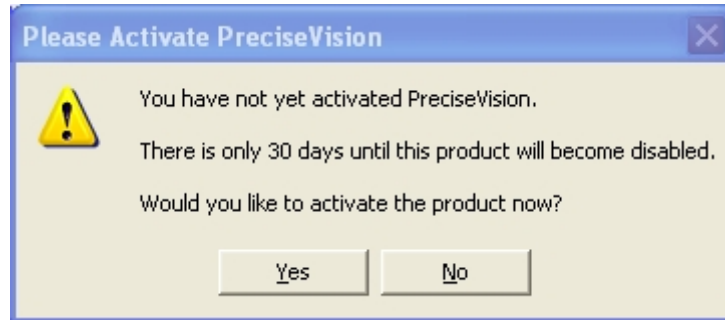 Please Activate PreciseVision
You have not yet activated PreciseVision.
There is only 30 days until this product will become disabled.
Would you like to activate the product now?
Yes
No